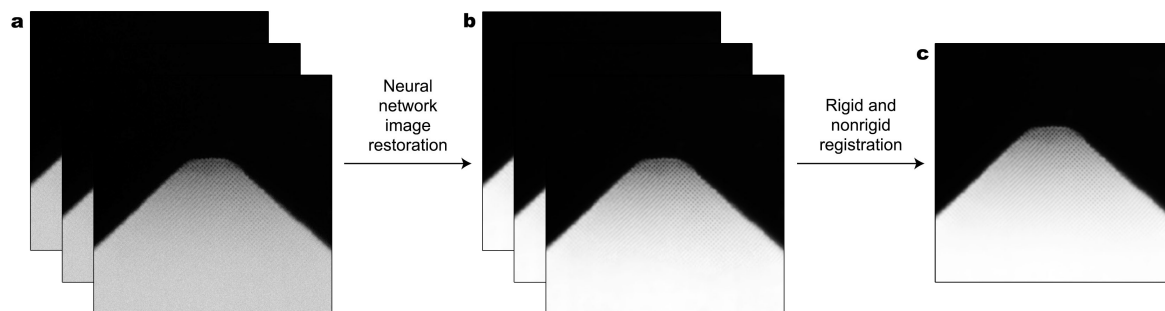 a
b
c
Neural
network
image
restoration
Rigid and
nonrigid
registration